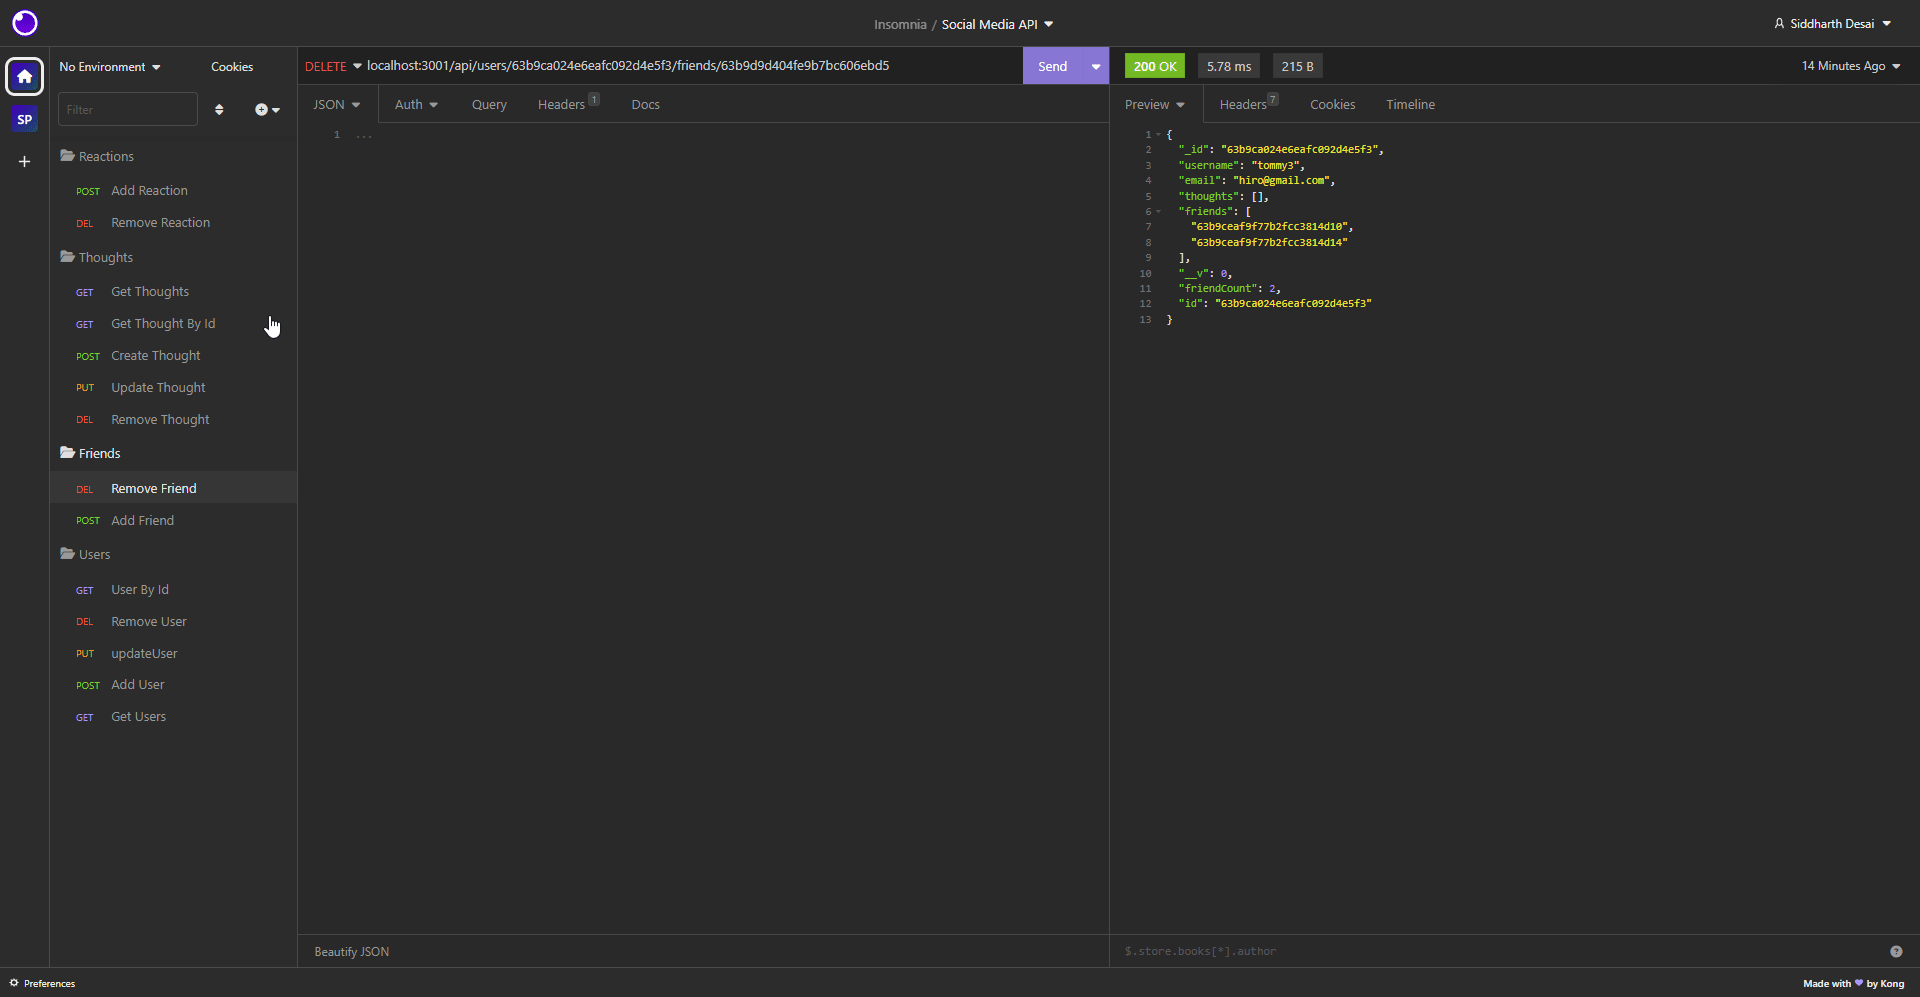 Insomnia / Social Media API
Siddharth Desai
No Environment
Cookies
DELETE
localhost:3001/api/users/63b9ca024e6eafc092d4e5f3/friends/63b9d9d404fe9b7bc606ebd5
Send
200 OK
5.78 ms
215 B
14 Minutes Ago
SP
Filter
JSON
Auth
Query
Headers 1
Docs
Preview
Headers 7
Cookies
Timeline
Reactions
POST Add Reaction
DEL Remove Reaction
Thoughts
GET Get Thoughts
GET Get Thought By Id
POST Create Thought
PUT Update Thought
DEL Remove Thought
Friends
DEL Remove Friend
POST Add Friend
Users
GET User By Id
DEL Remove User
PUT updateUser
POST Add User
GET Get Users
1 ...
1 {
2 "_id": "63b9ca024e6eafc092d4e5f3",
3 "username": "tommy3",
4 "email": "hiro@gmail.com",
5 "thoughts": [],
6 "friends": [
7 "63b9ceaf9f77b2fcc3814d10",
8 "63b9ceaf9f77b2fcc3814d14"
9 ],
10 "__v": 0,
11 "friendCount": 2,
12 "id": "63b9ca024e6eafc092d4e5f3"
13 }
Beautify JSON
$.store.books[*].author
Preferences
Made with ♥ by Kong